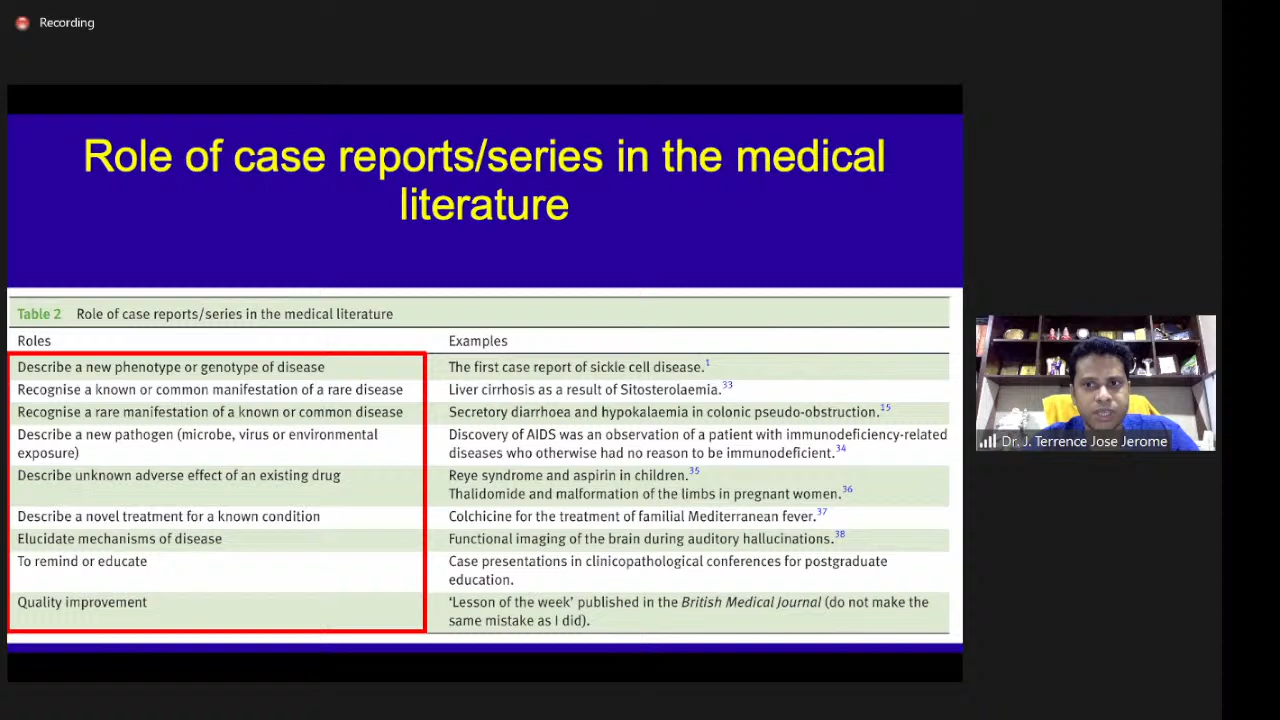 Recording
Role of case reports/series in the medical
literature
Table 2 Role of case reports/series in the medical literature
Roles Examples
Describe a new phenotype or genotype of disease The first case report of sickle cell disease.1
Recognise a known or common manifestation of a rare disease Liver cirrhosis as a result of Sitosterolaemia.33
Recognise a rare manifestation of a known or common disease Secretory diarrhoea and hypokalaemia in colonic pseudo-obstruction.15
Describe a new pathogen (microbe, virus or environmental
exposure)
Discovery of AIDS was an observation of a patient with immunodeficiency-related
diseases who otherwise had no reason to be immunodeficient.34
Describe unknown adverse effect of an existing drug Reye syndrome and aspirin in children.35
Thalidomide and malformation of the limbs in pregnant women.36
Describe a novel treatment for a known condition Colchicine for the treatment of familial Mediterranean fever.37
Elucidate mechanisms of disease Functional imaging of the brain during auditory hallucinations.38
To remind or educate Case presentations in clinicopathological conferences for postgraduate
education.
Quality improvement ‘Lesson of the week’ published in the British Medical Journal (do not make the
same mistake as I did).
Dr. J. Terrence Jose Jerome